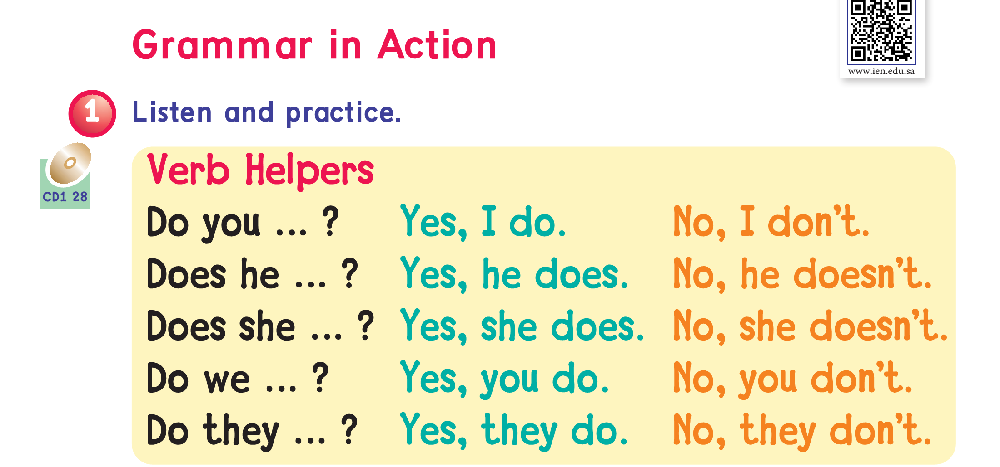 www.ien.edu.sa
Grammar in Action
1 Listen and practice.
CD1 28
Verb Helpers
Do you ... ? Yes, I do. No, I don't.
Does he ... ? Yes, he does. No, he doesn't.
Does she ... ? Yes, she does. No, she doesn't.
Do we ... ? Yes, you do. No, you don't.
Do they ... ? Yes, they do. No, they don't.